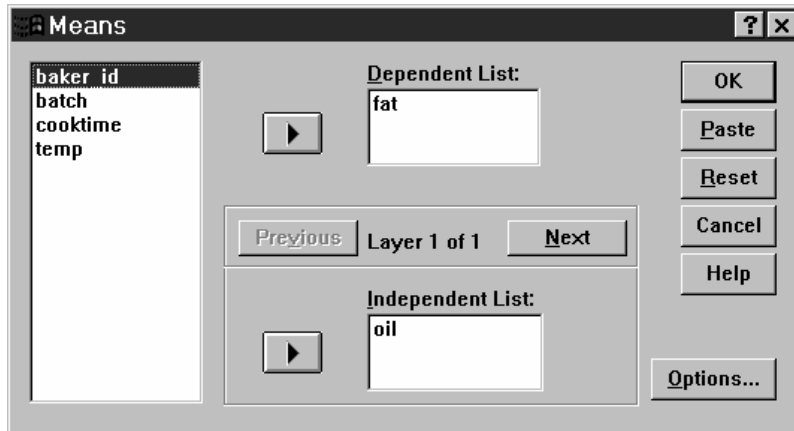 Means
baker_id
batch
cooktime
temp
Dependent List:
fat
Previous
Layer 1 of 1
Next
Independent List:
oil
OK
Paste
Reset
Cancel
Help
Options...